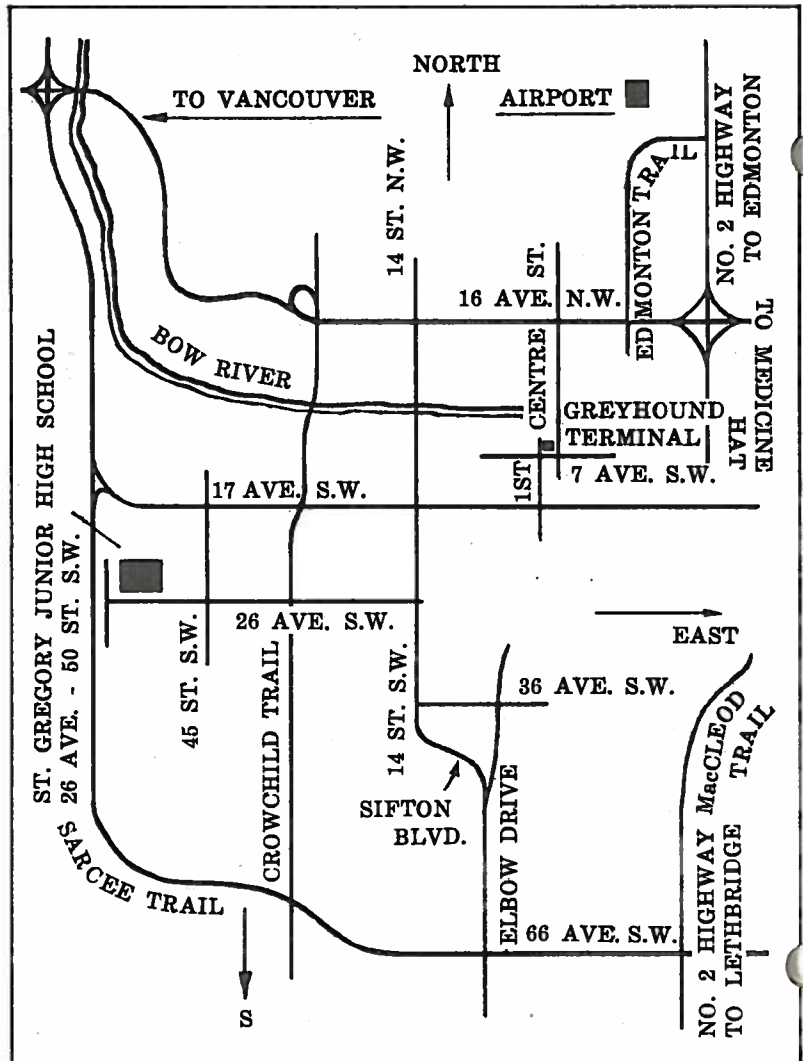 NORTH
TO VANCOUVER
AIRPORT
14 ST. N.W.
EDMONTON TRAIL
NO. 2 HIGHWAY
TO EDMONTON
16 AVE. N.W.
CENTRE ST.
TO MEDICINE
HAT
BOW RIVER
GREYHOUND
TERMINAL
1ST
7 AVE. S.W.
17 AVE. S.W.
ST. GREGORY JUNIOR HIGH SCHOOL
26 AVE. - 50 ST. S.W.
26 AVE. S.W.
EAST
45 ST. S.W.
CROWCHILD TRAIL
14 ST. S.W.
36 AVE. S.W.
SIFTON
BLVD.
ELBOW DRIVE
MacCLEOD
TRAIL
NO. 2 HIGHWAY
TO LETHBRIDGE
SARCEE TRAIL
66 AVE. S.W.
S